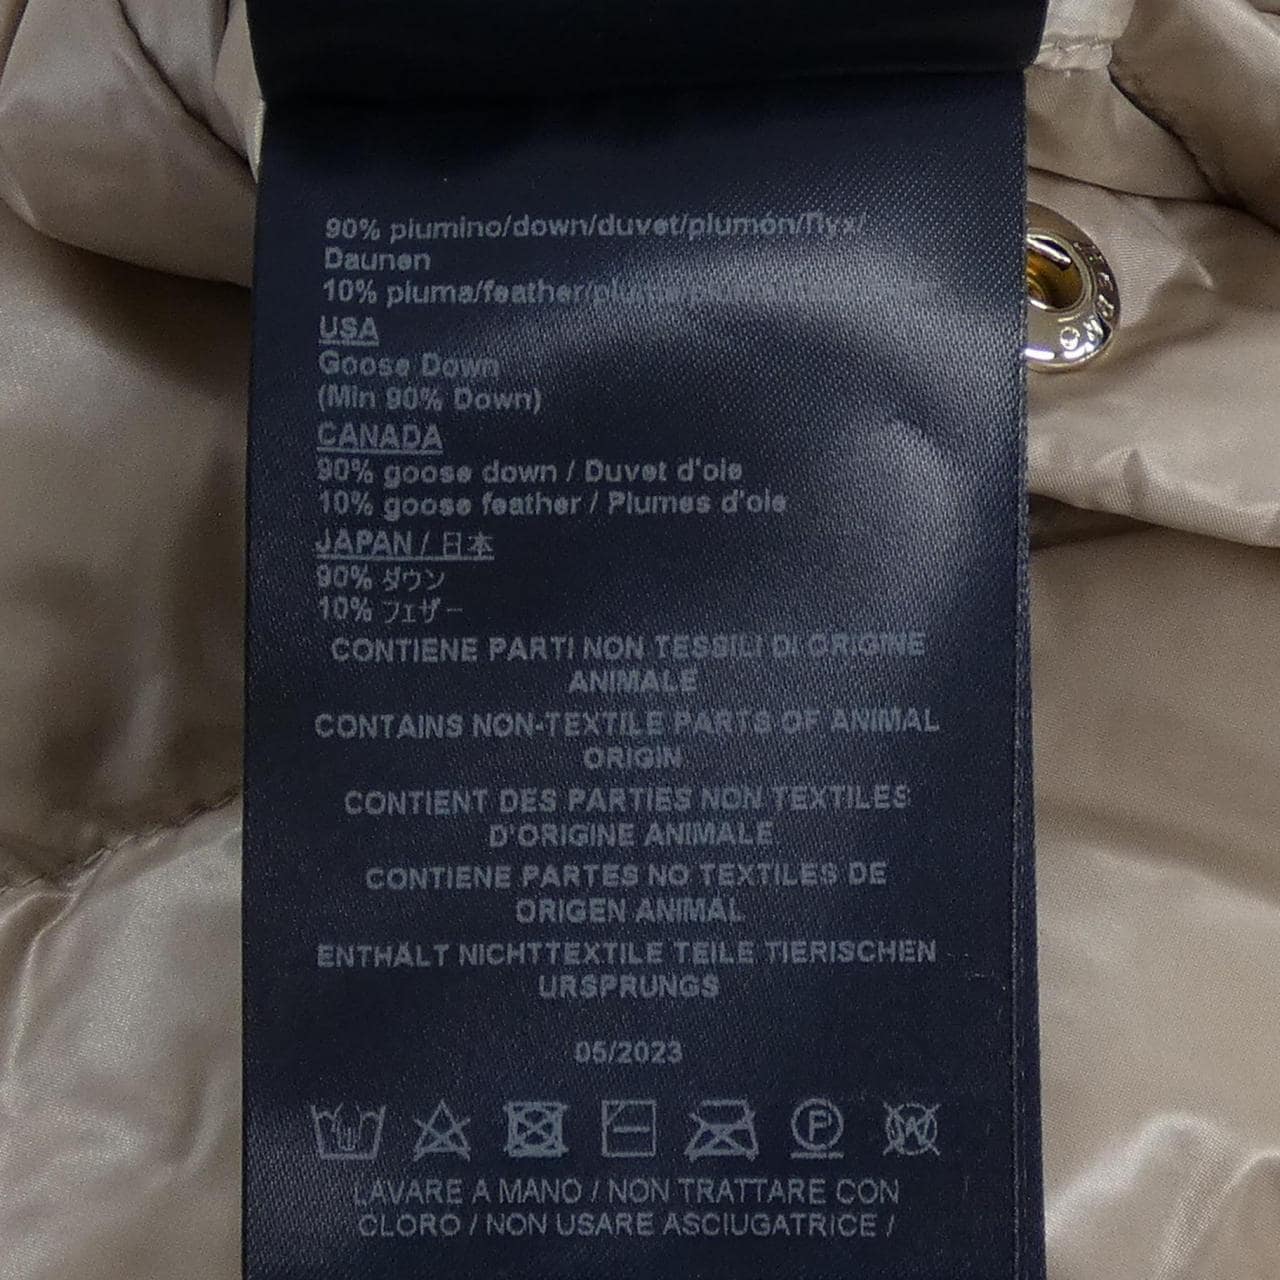 90% piumino/down/duvet/plumón/Пух/
Daunen
10% piuma/feather/
USA
Goose Down
(Min 90% Down)
CANADA
90% goose down / Duvet d'oie
10% goose feather / Plumes d'oie
JAPAN / 日本
90% ダウン
10% フェザー
CONTIENE PARTI NON TESSILI DI ORIGINE
ANIMALE
CONTAINS NON-TEXTILE PARTS OF ANIMAL
ORIGIN
CONTIENT DES PARTIES NON TEXTILES
D'ORIGINE ANIMALE
CONTIENE PARTES NO TEXTILES DE
ORIGEN ANIMAL
ENTHÄLT NICHTTEXTILE TEILE TIERISCHEN
URSPRUNGS
05/2023
P W
LAVARE A MANO / NON TRATTARE CON
CLORO / NON USARE ASCIUGATRICE /